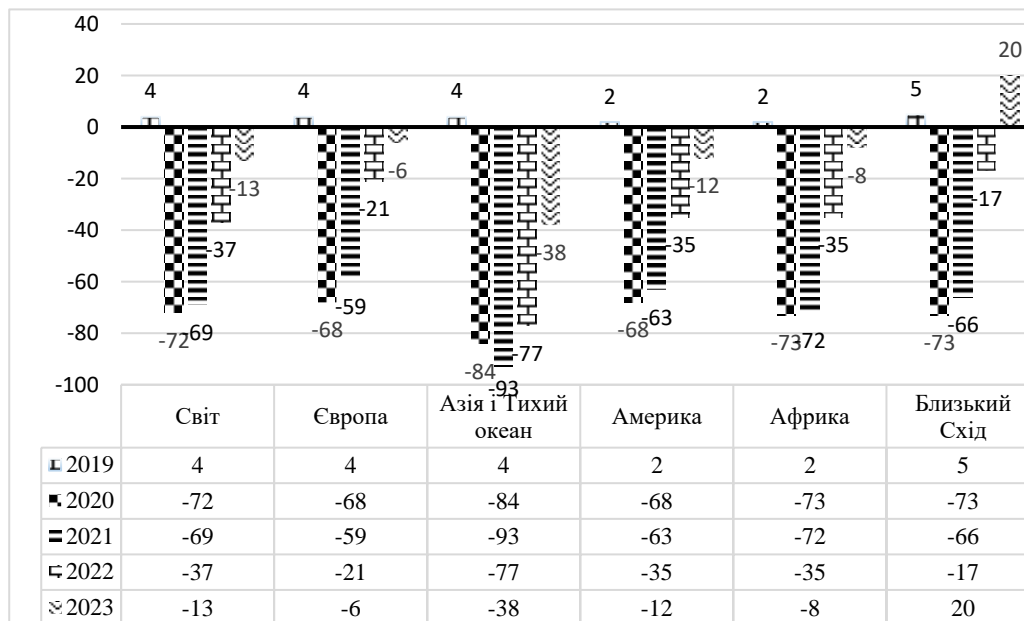 40
20
0
-20
-40
-60
-80
-100
4 4 4 2 2 5
-72 -68 -84 -68 -73 -73
-69 -59 -93 -63 -72 -66
-37 -21 -77 -35 -35 -17
-13 -6 -38 -12 -8 20
Світ Європа Азія і Тихий океан Америка Африка Близький Схід
2019 4 4 4 2 2 5
2020 -72 -68 -84 -68 -73 -73
2021 -69 -59 -93 -63 -72 -66
2022 -37 -21 -77 -35 -35 -17
2023 -13 -6 -38 -12 -8 20